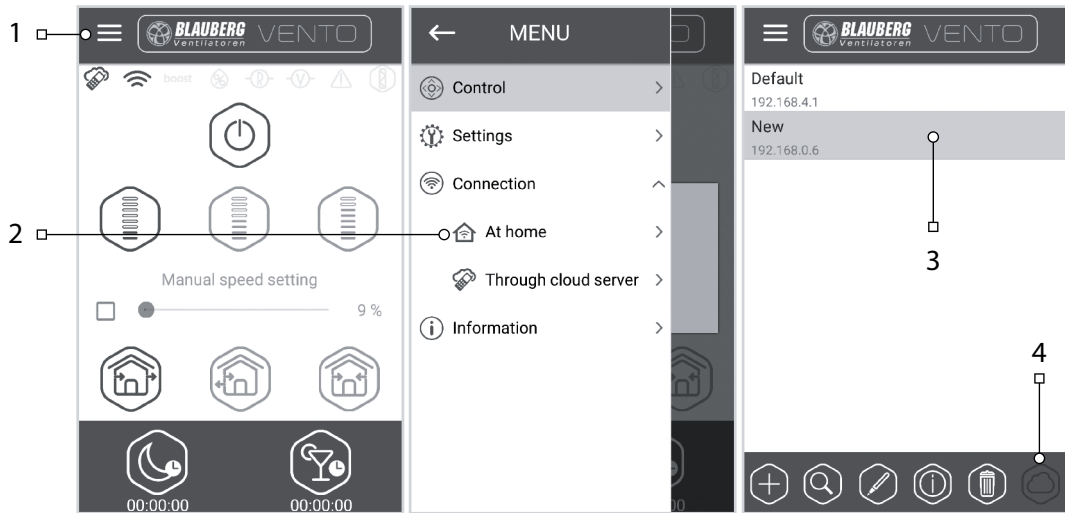 1
BLAUBERG VENTO
Ventilatoren
boost
Manual speed setting
9 %
00:00:00 00:00:00
2
MENU
Control
Settings
Connection
At home
Through cloud server
Information
BLAUBERG VENTO
Ventilatoren
Default
192.168.4.1
New
192.168.0.6
3
4